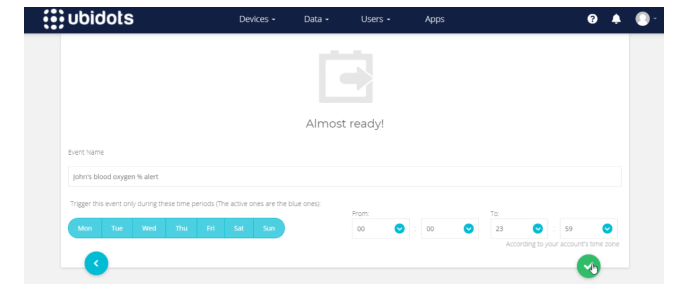 ubidots Devices Data Users Apps ?
Almost ready!
Event Name
John's blood oxygen % alert
Trigger this event only during these time periods (The active ones are the blue ones):
From: To:
Mon Tue Wed Thu Fri Sat Sun 00 : 00 23 : 59
According to your account's time zone